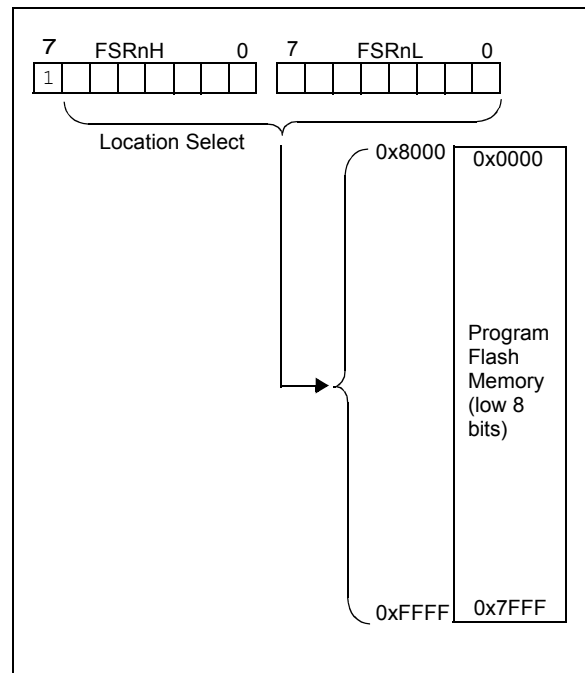 7 FSRnH 0 7 FSRnL 0
1
Location Select
0x8000 0x0000
Program
Flash
Memory
(low 8
bits)
0xFFFF 0x7FFF